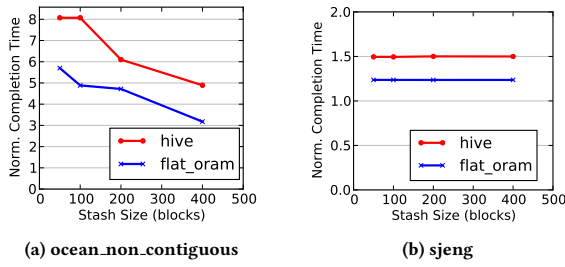 8
7
6
5
4
3
2
1
0
Norm. Completion Time
hive
flat_oram
0 100 200 300 400 500
Stash Size (blocks)
(a) ocean_non_contiguous
2.0
1.5
1.0
0.5
0.0
Norm. Completion Time
hive
flat_oram
0 100 200 300 400 500
Stash Size (blocks)
(b) sjeng